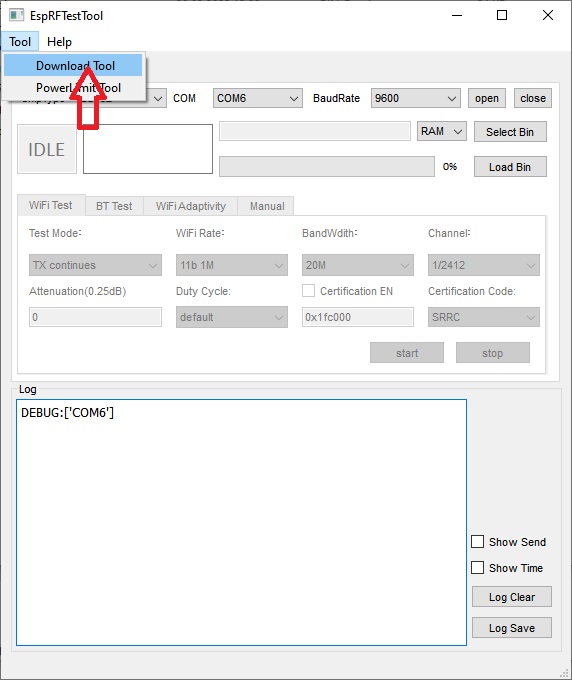 EspRFTestTool
Tool Help
Download Tool
PowerLimit Tool
COM COM6 BaudRate 9600 open close
IDLE RAM Select Bin
0% Load Bin
WiFi Test BT Test WiFi Adaptivity Manual
Test Mode: WiFi Rate: BandWdith: Channel:
TX continues 11b 1M 20M 1/2412
Attenuation(0.25dB) Duty Cycle: Certification EN Certification Code:
0 default 0x1fc000 SRRC
start stop
Log
DEBUG:['COM6']
Show Send
Show Time
Log Clear
Log Save